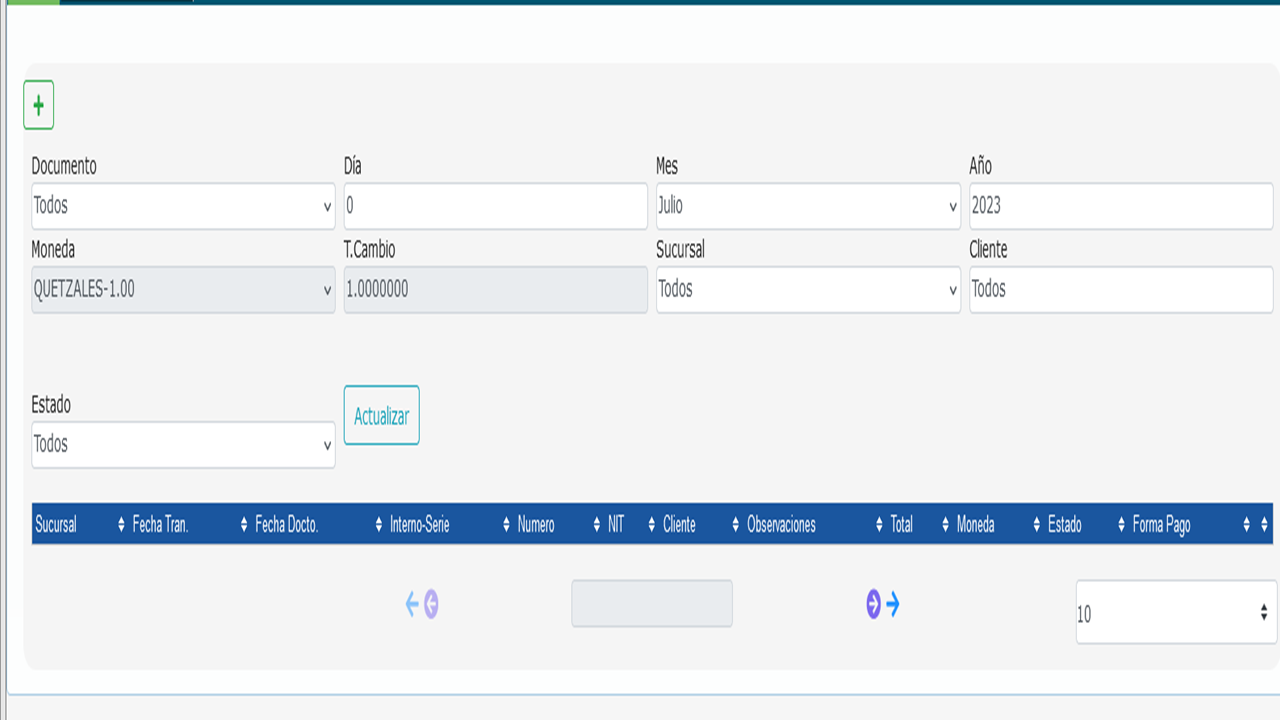 +
Documento Día Mes Año
Todos 0 Julio 2023
Moneda T.Cambio Sucursal Cliente
QUETZALES-1.00 1.0000000 Todos Todos
Estado
Actualizar
Todos
Sucursal Fecha Tran. Fecha Docto. Interno-Serie Numero NIT Cliente Observaciones Total Moneda Estado Forma Pago
10